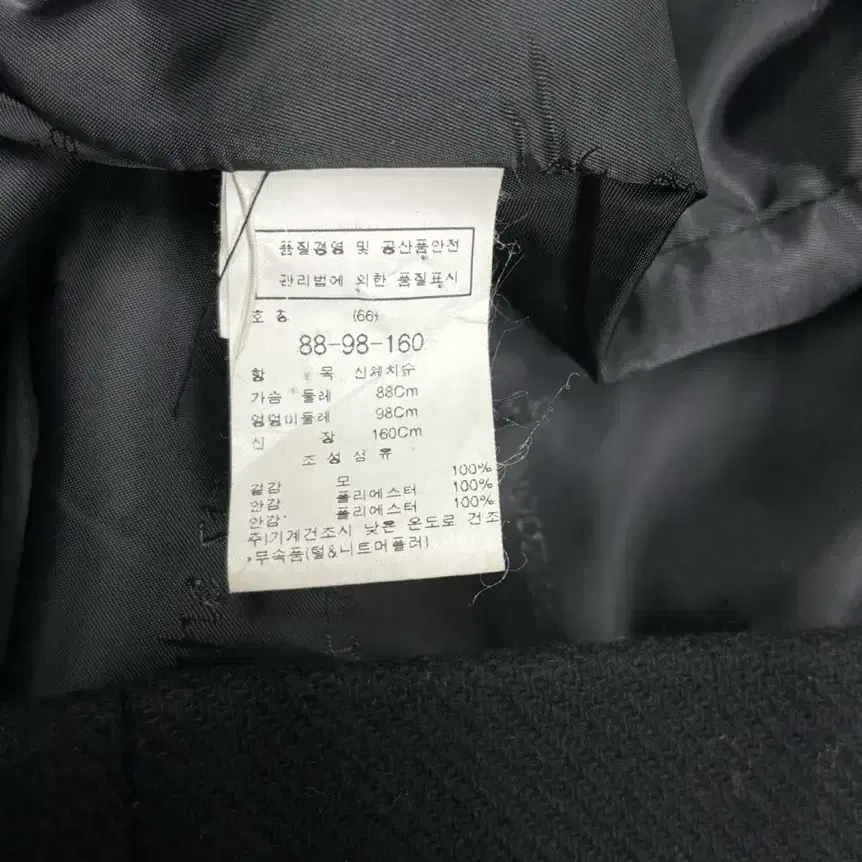 품질경영 및 공산품안전
관리법에 외한 품질표시
호 칭 (66)
88-98-160
항 목 신체치수
가슴 둘레 88Cm
엉덩이둘레 98Cm
신 장 160Cm
조성섬유
겉감 모 100%
안감 폴리에스터 100%
안감 폴리에스터 100%
주)기계건조시 낮은 온도로 건조
,부속품(털&니트머플러)